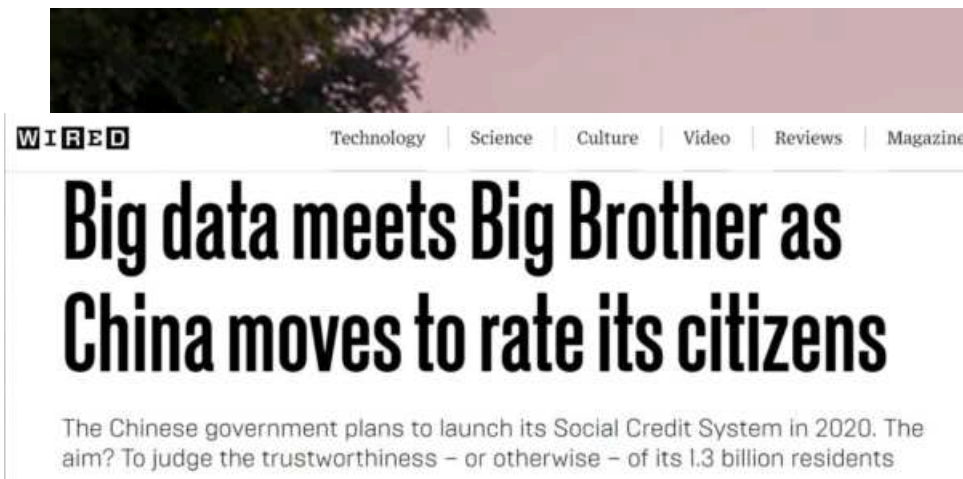 WIRED
Technology Science Culture Video Reviews Magazine
Big data meets Big Brother as
China moves to rate its citizens
The Chinese government plans to launch its Social Credit System in 2020. The
aim? To judge the trustworthiness – or otherwise – of its 1.3 billion residents